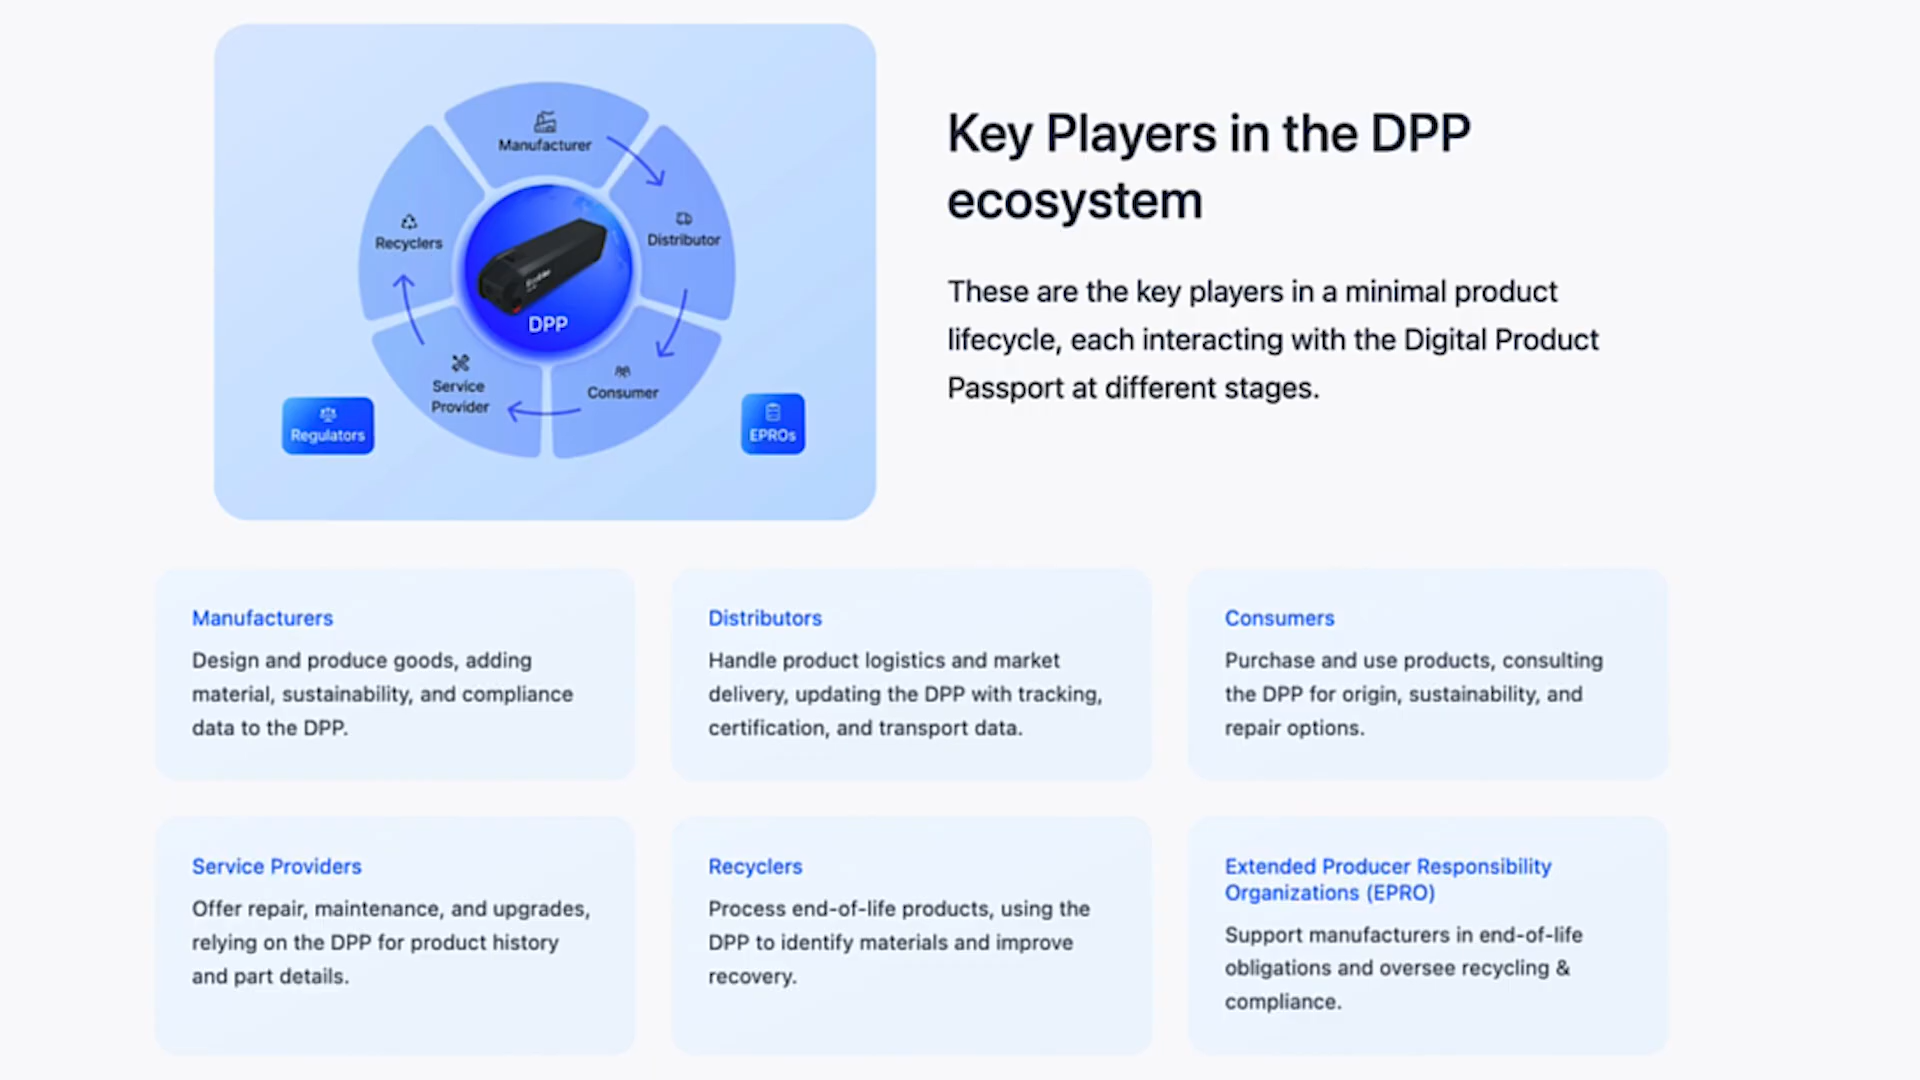 Manufacturer
Distributor
Recyclers
DPP
Service
Provider
Consumer
Regulators
EPROs
Key Players in the DPP
ecosystem
These are the key players in a minimal product
lifecycle, each interacting with the Digital Product
Passport at different stages.
Manufacturers
Design and produce goods, adding
material, sustainability, and compliance
data to the DPP.
Distributors
Handle product logistics and market
delivery, updating the DPP with tracking,
certification, and transport data.
Consumers
Purchase and use products, consulting
the DPP for origin, sustainability, and
repair options.
Service Providers
Offer repair, maintenance, and upgrades,
relying on the DPP for product history
and part details.
Recyclers
Process end-of-life products, using the
DPP to identify materials and improve
recovery.
Extended Producer Responsibility
Organizations (EPRO)
Support manufacturers in end-of-life
obligations and oversee recycling &
compliance.